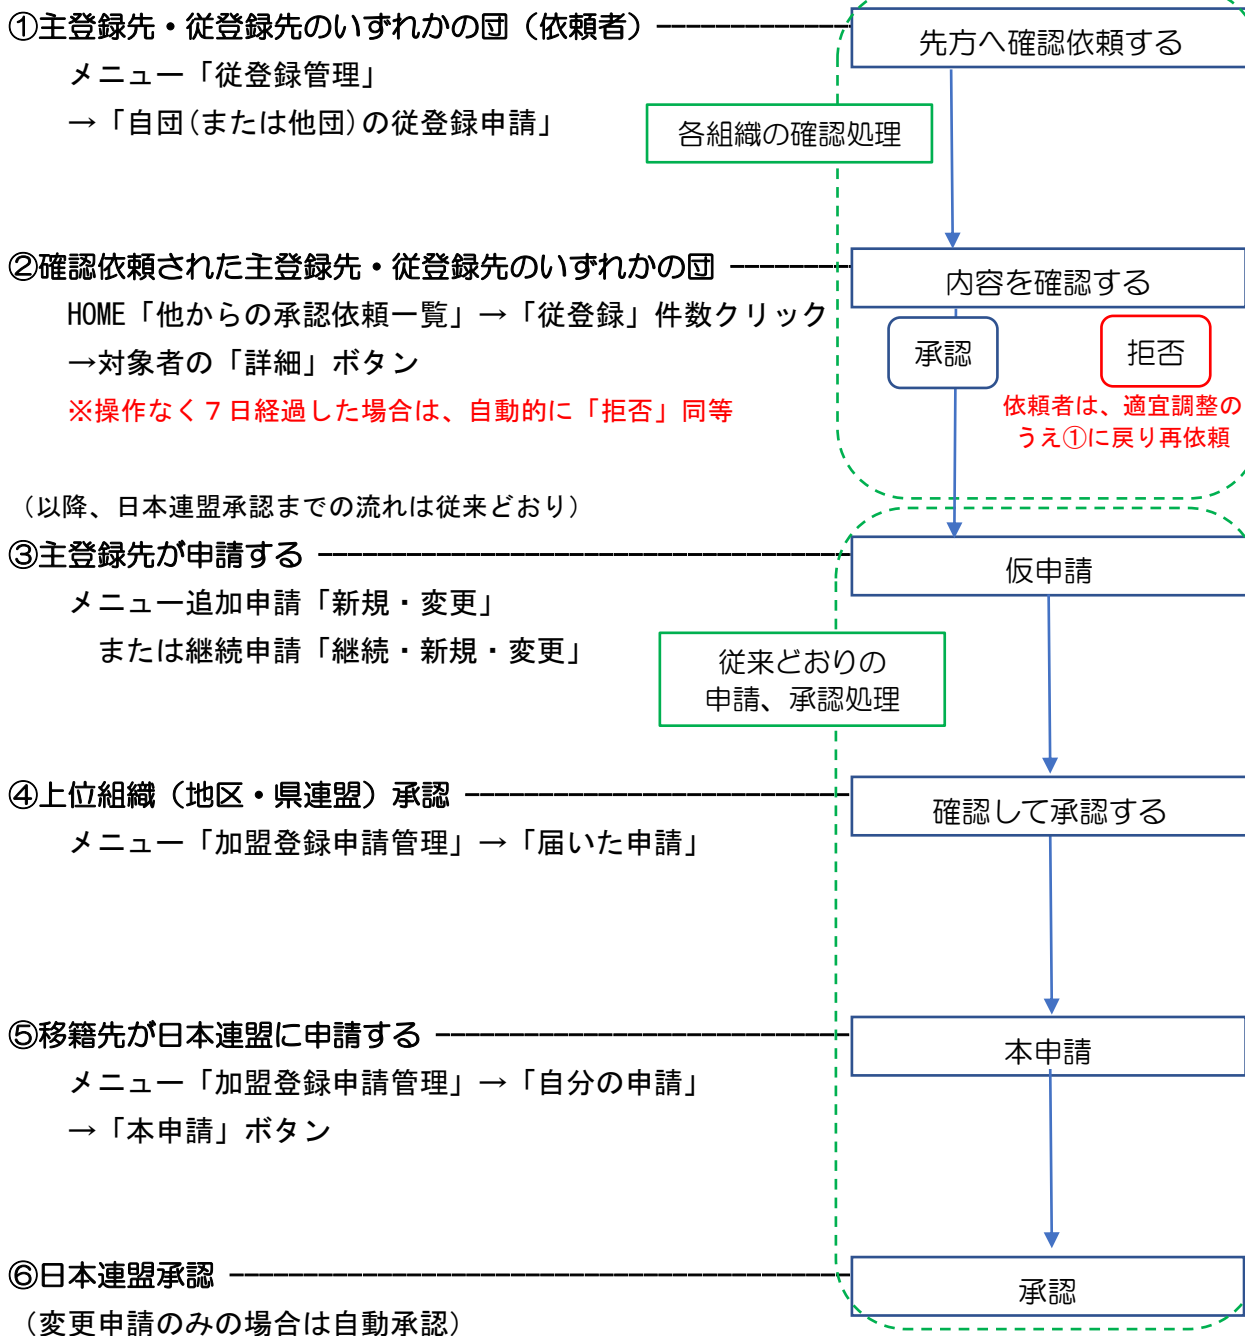 ①主登録先・従登録先のいずれかの団（依頼者）
先方へ確認依頼する
メニュー「従登録管理」
→「自団(または他団)の従登録申請」
各組織の確認処理
②確認依頼された主登録先・従登録先のいずれかの団
内容を確認する
HOME「他からの承認依頼一覧」→「従登録」件数クリック
→対象者の「詳細」ボタン
※操作なく７日経過した場合は、自動的に「拒否」同等
承認
拒否
依頼者は、適宜調整の
うえ①に戻り再依頼
（以降、日本連盟承認までの流れは従来どおり）
③主登録先が申請する
仮申請
メニュー追加申請「新規・変更」
または継続申請「継続・新規・変更」
従来どおりの
申請、承認処理
④上位組織（地区・県連盟）承認
確認して承認する
メニュー「加盟登録申請管理」→「届いた申請」
⑤移籍先が日本連盟に申請する
本申請
メニュー「加盟登録申請管理」→「自分の申請」
→「本申請」ボタン
⑥日本連盟承認
承認
（変更申請のみの場合は自動承認）